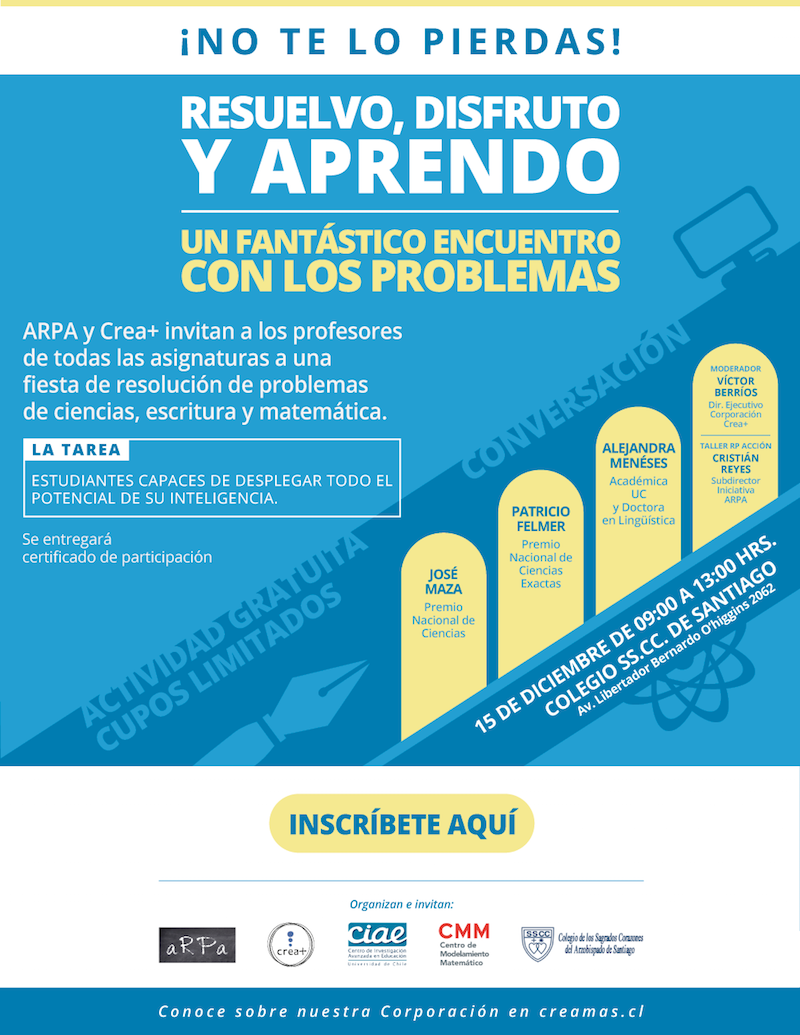 ¡NO TE LO PIERDAS!
RESUELVO, DISFRUTO
Y APRENDO
UN FANTÁSTICO ENCUENTRO
CON LOS PROBLEMAS
ARPA y Crea+ invitan a los profesores
de todas las asignaturas a una
fiesta de resolución de problemas
de ciencias, escritura y matemática.
LA TAREA
ESTUDIANTES CAPACES DE DESPLEGAR TODO EL
POTENCIAL DE SU INTELIGENCIA.
Se entregará
certificado de participación
ACTIVIDAD GRATUITA
CUPOS LIMITADOS
CONVERSACIÓN
JOSÉ
MAZA
Premio
Nacional de
Ciencias
PATRICIO
FELMER
Premio
Nacional de
Ciencias
Exactas
ALEJANDRA
MENÉSES
Académica
UC
y Doctora
en Lingüística
MODERADOR
VÍCTOR
BERRÍOS
Dir. Ejecutivo
Corporación
Crea+
TALLER RP ACCIÓN
CRISTIÁN
REYES
Subdirector
Iniciativa
ARPA
15 DE DICIEMBRE DE 09:00 A 13:00 HRS.
COLEGIO SS.CC. DE SANTIAGO
Av. Libertador Bernardo O'higgins 2062
INSCRÍBETE AQUÍ
Organizan e invitan:
aRPa
crea+
ciae
Centro de Investigación
Avanzada en Educación
Universidad de Chile
CMM
Centro de
Modelamiento
Matemático
SSCC
Colegio de los Sagrados Corazones
del Arzobispado de Santiago
Conoce sobre nuestra Corporación en creamas.cl